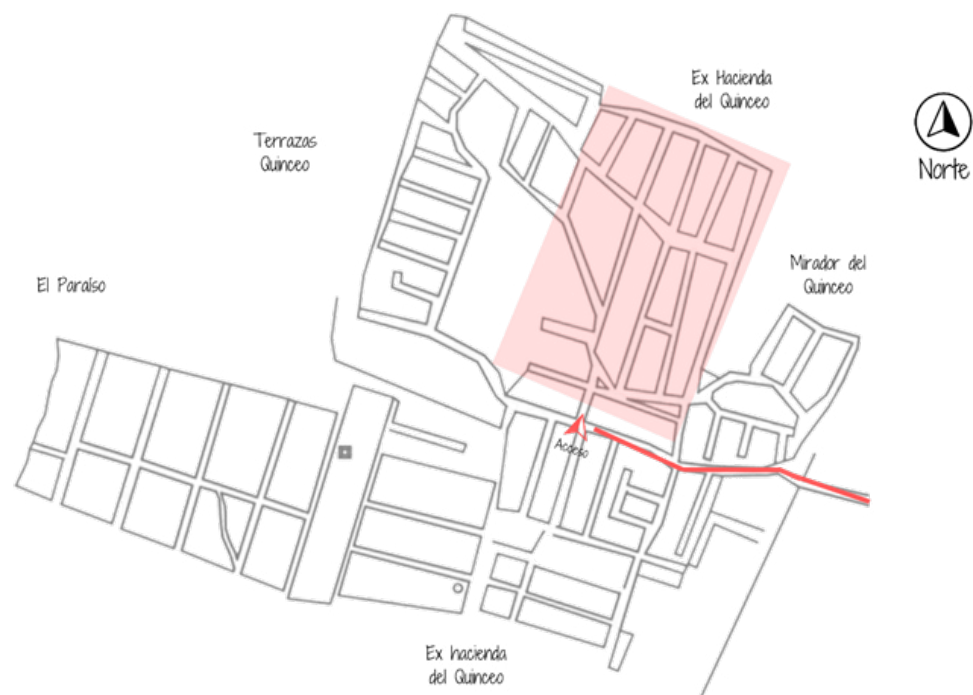 Ex Hacienda
del Quinceo
Norte
Terrazas
Quinceo
El Paraíso
Mirador del
Quinceo
Acceso
Ex hacienda
del Quinceo